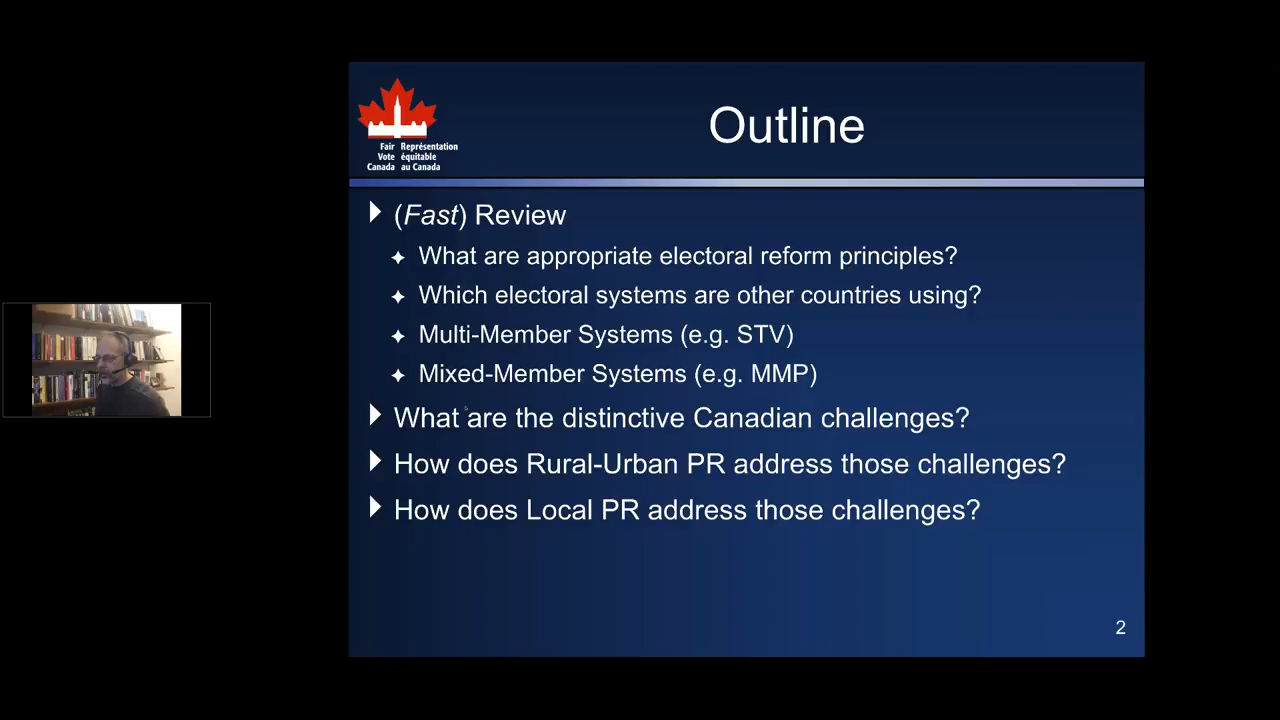 Outline
Fair Représentation
Vote équitable
Canada au Canada
(Fast) Review
What are appropriate electoral reform principles?
Which electoral systems are other countries using?
Multi-Member Systems (e.g. STV)
Mixed-Member Systems (e.g. MMP)
What are the distinctive Canadian challenges?
How does Rural-Urban PR address those challenges?
How does Local PR address those challenges?
2